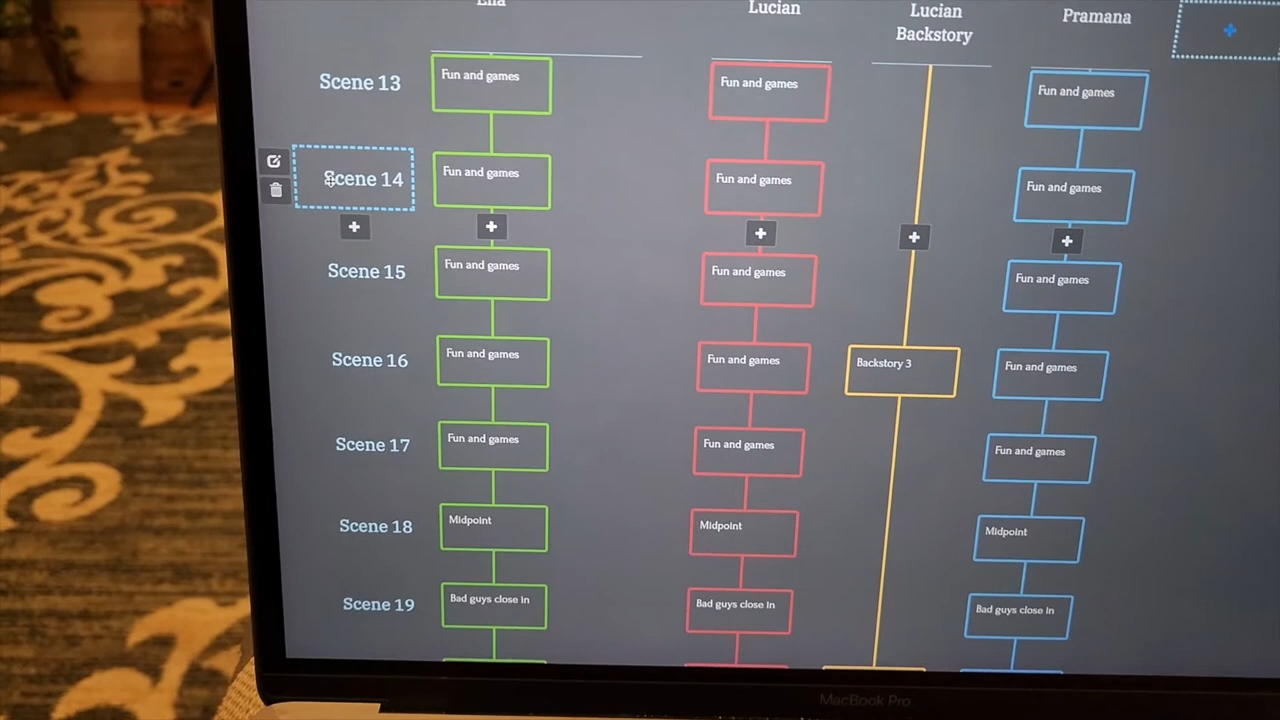 Lucian
Lucian
Backstory
Pramana
Scene 13
Fun and games
Fun and games
Fun and games
Scene 14
Fun and games
Fun and games
Fun and games
Scene 15
Fun and games
Fun and games
Fun and games
Scene 16
Fun and games
Fun and games
Backstory 3
Fun and games
Scene 17
Fun and games
Fun and games
Fun and games
Scene 18
Midpoint
Midpoint
Midpoint
Scene 19
Bad guys close in
Bad guys close in
Bad guys close in
MacBook Pro